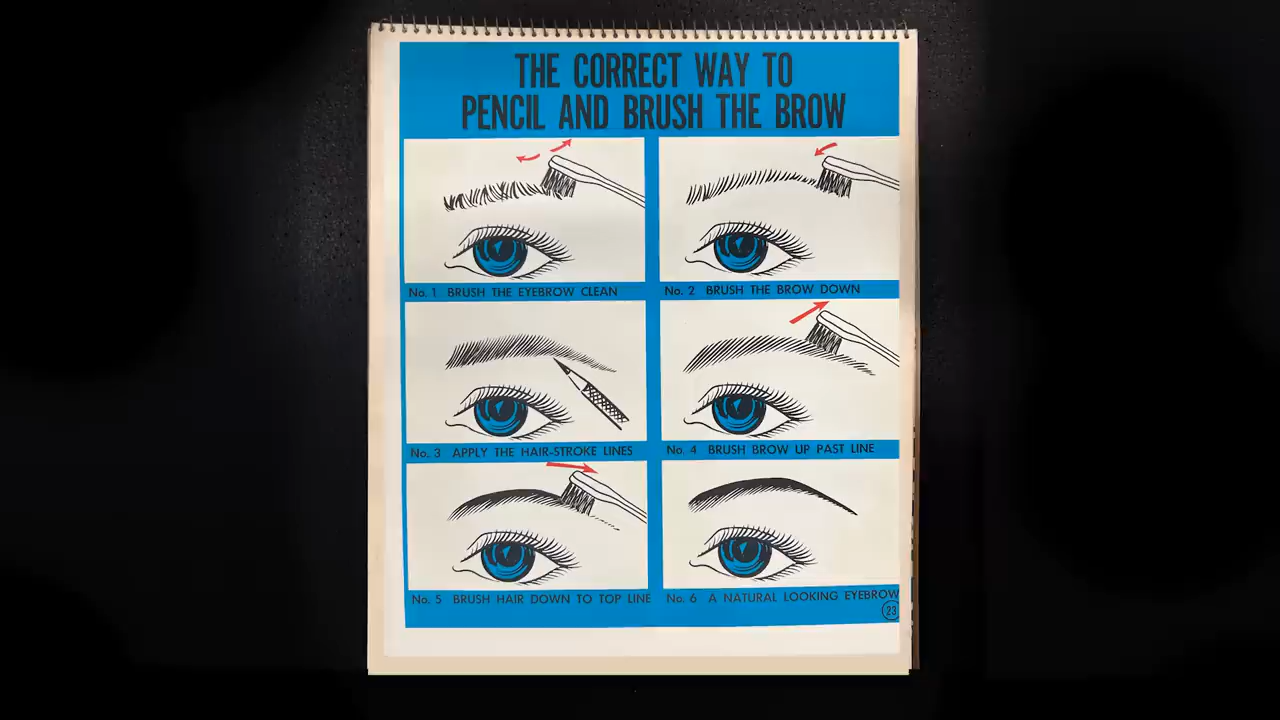 THE CORRECT WAY TO
PENCIL AND BRUSH THE BROW
No. 1 BRUSH THE EYEBROW CLEAN
No. 2 BRUSH THE BROW DOWN
No. 3 APPLY THE HAIR-STROKE LINES
No. 4 BRUSH BROW UP PAST LINE
No. 5 BRUSH HAIR DOWN TO TOP LINE
No. 6 A NATURAL LOOKING EYEBROW
23